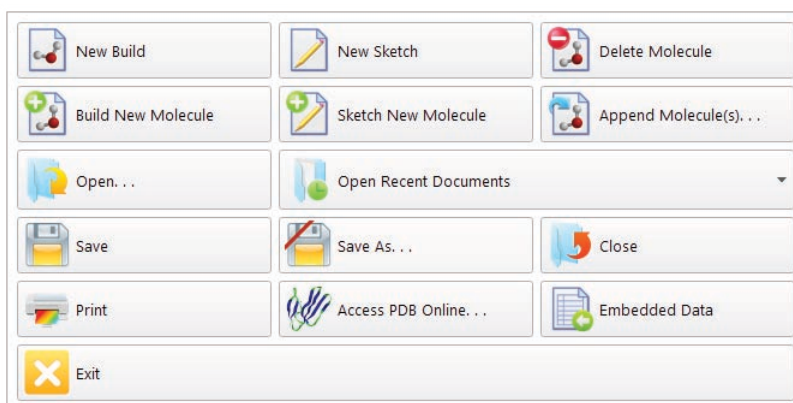 New Build
New Sketch
Delete Molecule
Build New Molecule
Sketch New Molecule
Append Molecule(s). . .
Open. . .
Open Recent Documents
Save
Save As. . .
Close
Print
Access PDB Online. . .
Embedded Data
Exit